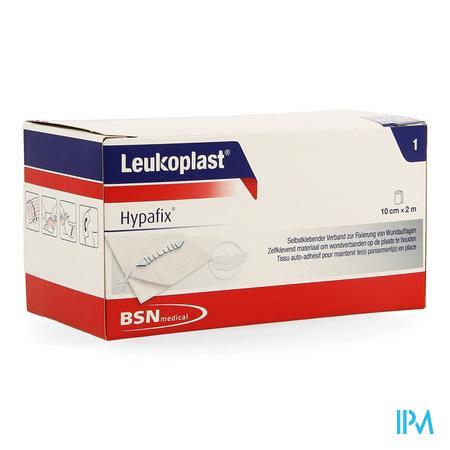 Leukoplast®
1
Hypafix®
10 cm x 2 m
Selbstklebender Verband zur Fixierung von Wundauflagen
Zelfklevend materiaal om wondverbanden op de plaats te houden
Tissu auto-adhésif pour maintenir le(s) pansement(s) en place
BSN medical
IPM